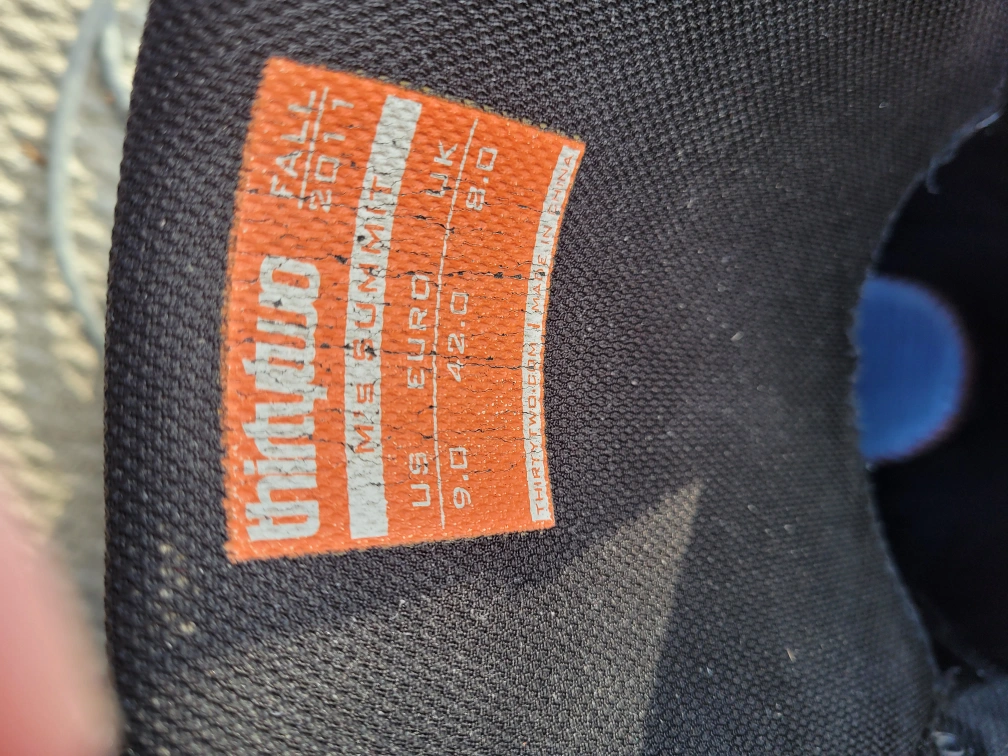 thirtytwo
FALL
2011
M'S SUMMIT
US EURO UK
9.0 42.0 8.0
THIRTYTWO.COM | MADE IN CHINA